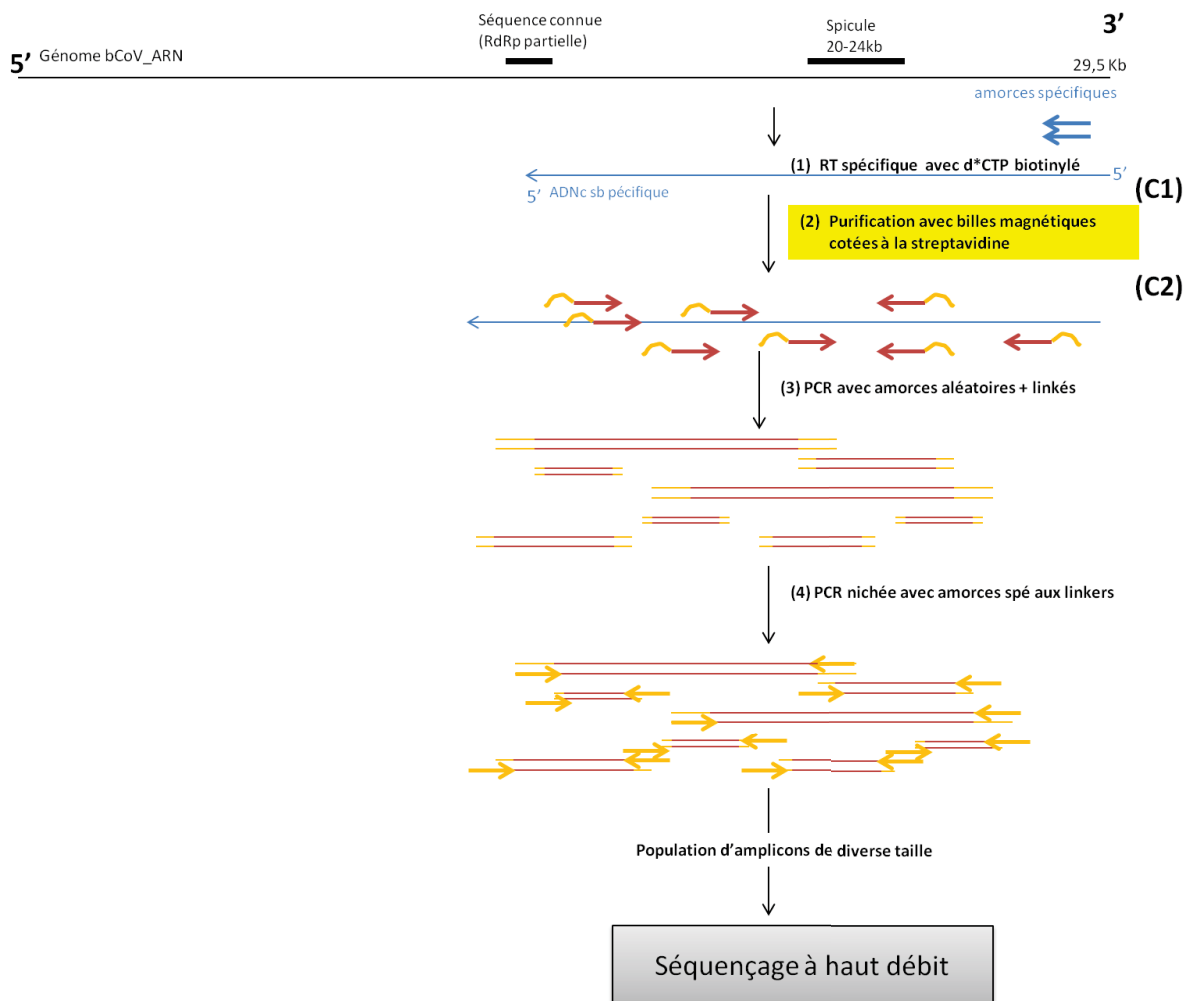 Séquence connue
(RdRp partielle)
Spicule
20-24kb
3’
5’ Génome bCoV_ARN
29,5 Kb
amorces spécifiques
(1) RT spécifique avec d*CTP biotinylé
5’
5’ ADNc sb pécifique
(C1)
(2) Purification avec billes magnétiques
cotées à la streptavidine
(C2)
(3) PCR avec amorces aléatoires + linkés
(4) PCR nichée avec amorces spé aux linkers
Population d’amplicons de diverse taille
Séquençage à haut débit